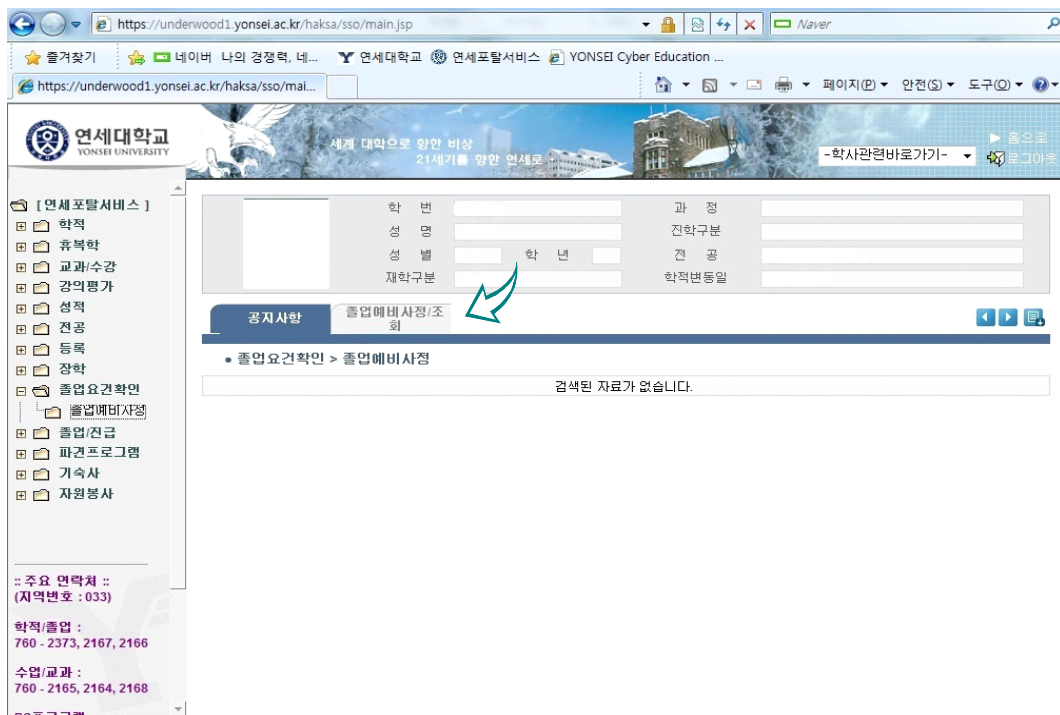 https://underwood1.yonsei.ac.kr/haksa/sso/main.jsp
Naver
즐겨찾기
네이버 나의 경쟁력, 네...
연세대학교
연세포탈서비스
YONSEI Cyber Education ...
https://underwood1.yonsei.ac.kr/haksa/sso/mai...
페이지(P)
안전(S)
도구(O)
연세대학교
YONSEI UNIVERSITY
세계 대학으로 향한 비상
21세기를 향한 연세로
-학사관련바로가기-
홈으로
로그아웃
[연세포탈서비스 ]
학적
휴복학
교과/수강
강의평가
성적
전공
등록
장학
졸업요건확인
졸업예비사정
졸업/진급
파견프로그램
기숙사
자원봉사
:: 주요 연락처 ::
(지역번호 : 033)
학적/졸업 :
760 - 2373, 2167, 2166
수업/교과 :
760 - 2165, 2164, 2168
학 번
과 정
성 명
진학구분
성 별
학 년
전 공
재학구분
학적변동일
공지사항
졸업예비사정/조
회
• 졸업요건확인 > 졸업예비사정
검색된 자료가 없습니다.